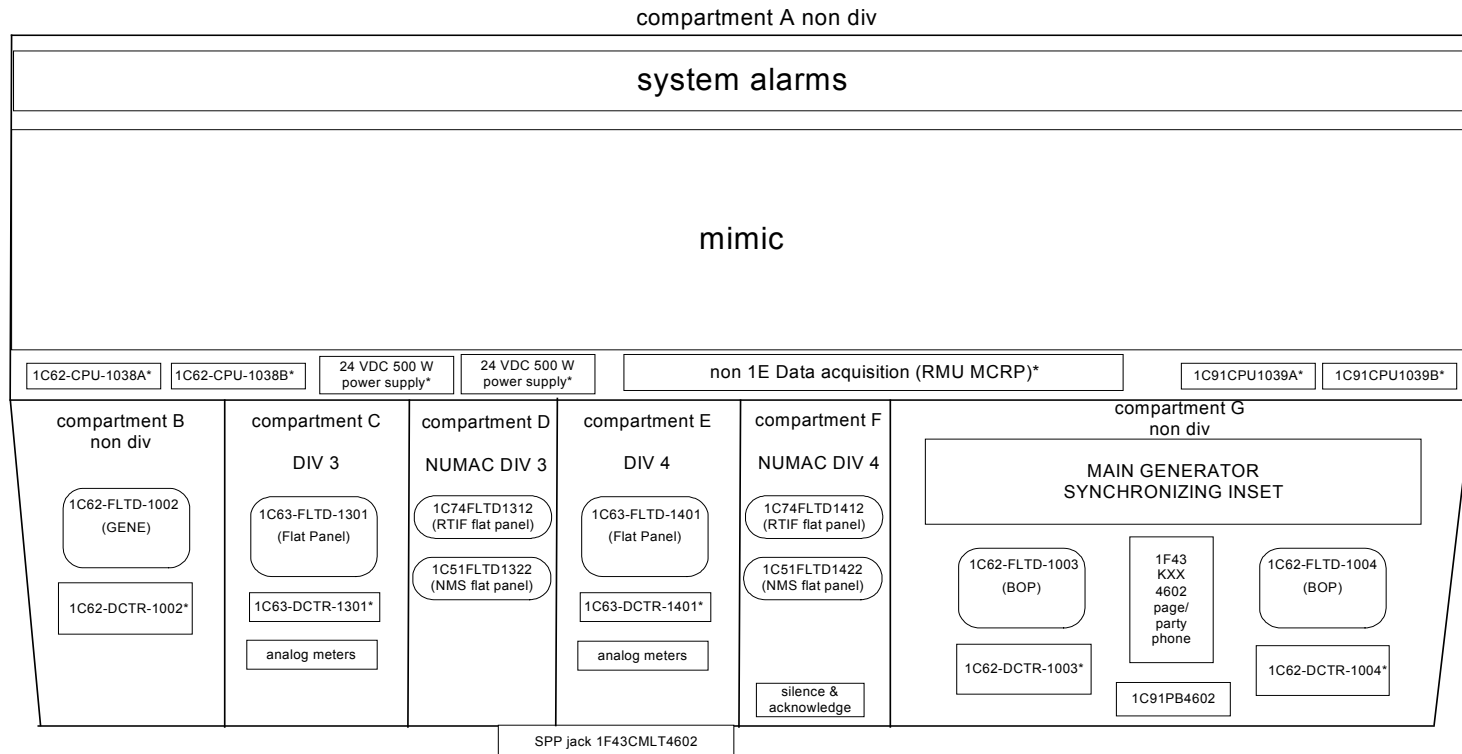 compartment A non div
system alarms
mimic
1C62-CPU-1038A*
1C62-CPU-1038B*
24 VDC 500 W
power supply*
24 VDC 500 W
power supply*
non 1E Data acquisition (RMU MCRP)*
1C91CPU1039A*
1C91CPU1039B*
compartment B
non div
1C62-FLTD-1002
(GENE)
1C62-DCTR-1002*
compartment C
DIV 3
1C63-FLTD-1301
(Flat Panel)
1C63-DCTR-1301*
analog meters
compartment D
NUMAC DIV 3
1C74FLTD1312
(RTIF flat panel)
1C51FLTD1322
(NMS flat panel)
compartment E
DIV 4
1C63-FLTD-1401
(Flat Panel)
1C63-DCTR-1401*
analog meters
compartment F
NUMAC DIV 4
1C74FLTD1412
(RTIF flat panel)
1C51FLTD1422
(NMS flat panel)
silence &
acknowledge
compartment G
non div
MAIN GENERATOR
SYNCHRONIZING INSET
1C62-FLTD-1003
(BOP)
1C62-DCTR-1003*
1F43
KXX
4602
page/
party
phone
1C91PB4602
1C62-FLTD-1004
(BOP)
1C62-DCTR-1004*
SPP jack 1F43CMLT4602